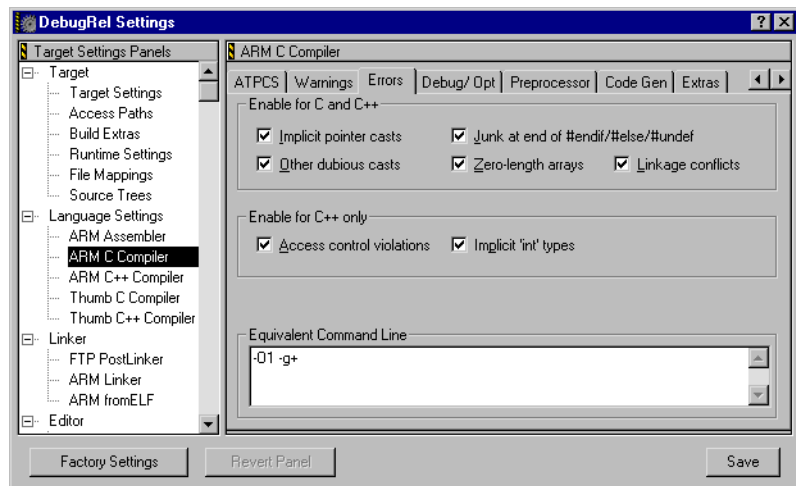 DebugRel Settings
Target Settings Panels
Target
Target Settings
Access Paths
Build Extras
Runtime Settings
File Mappings
Source Trees
Language Settings
ARM Assembler
ARM C Compiler
ARM C++ Compiler
Thumb C Compiler
Thumb C++ Compiler
Linker
FTP PostLinker
ARM Linker
ARM fromELF
Editor
ARM C Compiler
ATPCS Warnings Errors Debug/ Opt Preprocessor Code Gen Extras
Enable for C and C++
Implicit pointer casts Junk at end of #endif/#else/#undef
Other dubious casts Zero-length arrays Linkage conflicts
Enable for C++ only
Access control violations Implicit 'int' types
Equivalent Command Line
-O1 -g+
Factory Settings Revert Panel Save